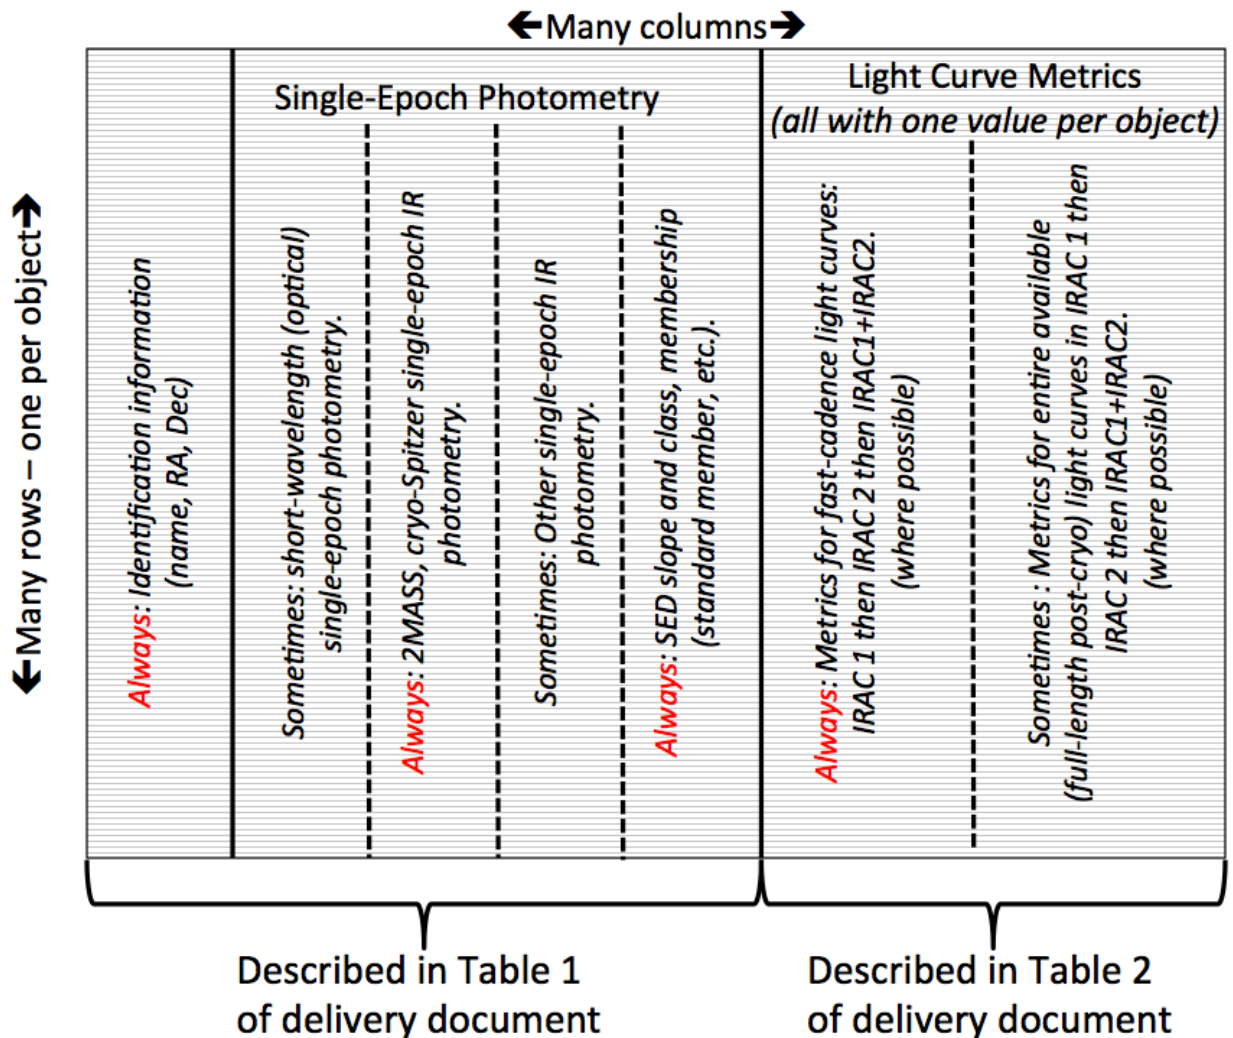 ←Many columns→
Single-Epoch Photometry
Light Curve Metrics
(all with one value per object)
←Many rows – one per object→
Always: Identification information
(name, RA, Dec)
Sometimes: short-wavelength (optical)
single-epoch photometry.
Always: 2MASS, cryo-Spitzer single-epoch IR
photometry.
Sometimes: Other single-epoch IR
photometry.
Always: SED slope and class, membership
(standard member, etc.).
Always: Metrics for fast-cadence light curves:
IRAC 1 then IRAC 2 then IRAC1+IRAC2.
(where possible)
Sometimes : Metrics for entire available
(full-length post-cryo) light curves in IRAC 1 then
IRAC 2 then IRAC1+IRAC2.
(where possible)
Described in Table 1
of delivery document
Described in Table 2
of delivery document